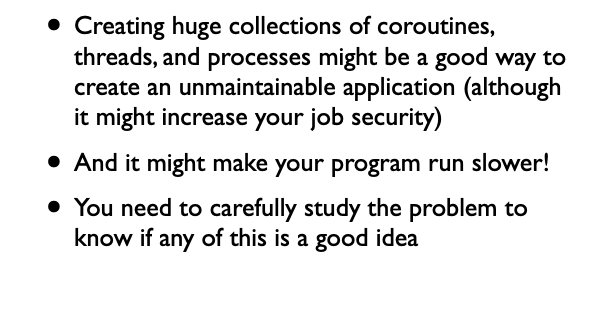 • Creating huge collections of coroutines,
threads, and processes might be a good way to
create an unmaintainable application (although
it might increase your job security)
• And it might make your program run slower!
• You need to carefully study the problem to
know if any of this is a good idea